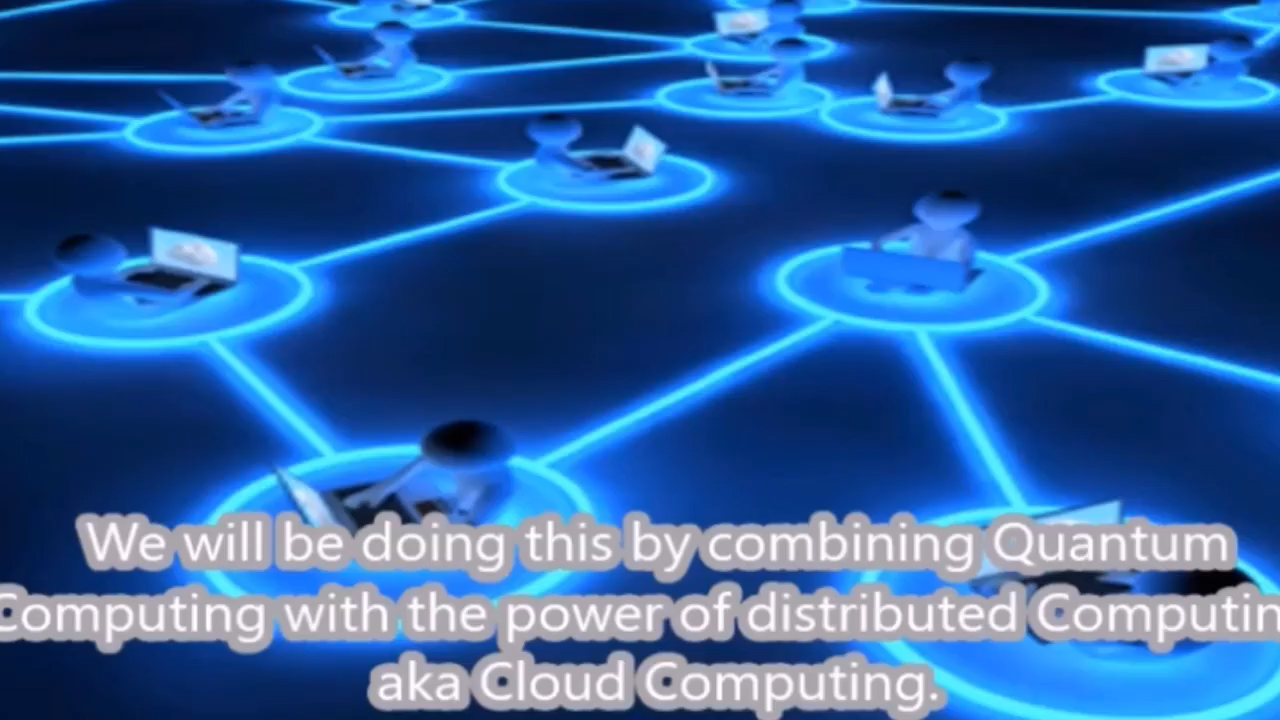 We will be doing this by combining Quantum
Computing with the power of distributed Computin
aka Cloud Computing.